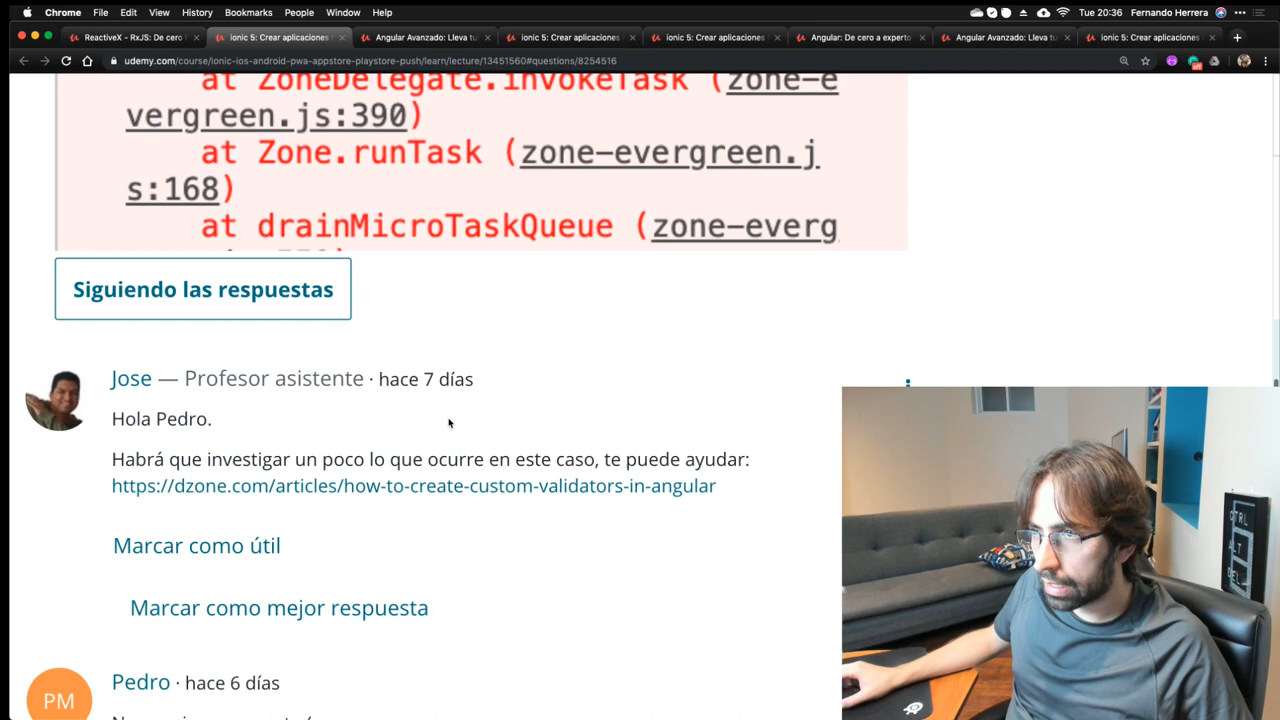 Chrome File Edit View History Bookmarks People Window Help Tue 20:36 Fernando Herrera
ReactiveX - RxJS: De cero ionic 5: Crear aplicaciones Angular Avanzado: Lleva tu ionic 5: Crear aplicaciones ionic 5: Crear aplicaciones Angular: De cero a experto Angular Avanzado: Lleva tu ionic 5: Crear aplicaciones
udemy.com/course/ionic-ios-android-pwa-appstore-playstore-push/learn/lecture/13451560#questions/8254516
at ZoneDelegate.invokeTask (zone-e
vergreen.js:390)
at Zone.runTask (zone-evergreen.j
s:168)
at drainMicroTaskQueue (zone-everg
Siguiendo las respuestas
Jose — Profesor asistente · hace 7 días
Hola Pedro.
Habrá que investigar un poco lo que ocurre en este caso, te puede ayudar:
https://dzone.com/articles/how-to-create-custom-validators-in-angular
Marcar como útil
Marcar como mejor respuesta
PM
Pedro · hace 6 días
CTRL
ALT
DEL